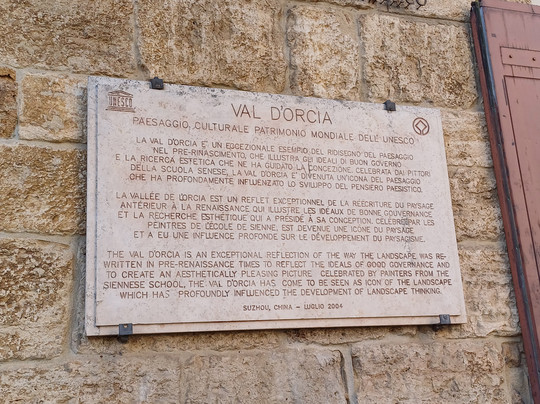 UNESCO
VAL D'ORCIA
PAESAGGIO CULTURALE PATRIMONIO MONDIALE DELL'UNESCO
LA VAL D'ORCIA E' UN ECCEZIONALE ESEMPIO DEL RIDISEGNO DEL PAESAGGIO
NEL PRE-RINASCIMENTO, CHE ILLUSTRA GLI IDEALI DI BUON GOVERNO
E LA RICERCA ESTETICA CHE NE HA GUIDATO LA CONCEZIONE. CELEBRATA DAI PITTORI
DELLA SCUOLA SENESE, LA VAL D'ORCIA E' DIVENUTA UN'ICONA DEL PAESAGGIO
CHE HA PROFONDAMENTE INFLUENZATO LO SVILUPPO DEL PENSIERO PAESISTICO.
LA VALLEE DE L'ORCIA EST UN REFLET EXCEPTIONNEL DE LA RÉÉCRITURE DU PAYSAGE
ANTÉRIEUR À LA RENAISSANCE QUI ILLUSTRE LES IDÉAUX DE BONNE GOUVERNANCE
ET LA RECHERCHE ESTHETIQUE QUI A PRÉSIDÉ À SA CONCEPTION. CÉLEBRÉE PAR LES
PEINTRES DE L'ÉCOLE DE SIENNE, EST DEVENUE UNE ICONE DU PAYSAGE
ET A EU UNE INFLUENCE PROFONDE SUR LE DÉVELOPPEMENT DU PAYSAGISME.
THE VAL D'ORCIA IS AN EXCEPTIONAL REFLECTION OF THE WAY THE LANDSCAPE WAS RE-
WRITTEN IN PRE-RENAISSANCE TIMES TO REFLECT THE IDEALS OF GOOD GOVERNANCE AND
TO CREATE AN AESTHETICALLY PLEASING PICTURE CELEBRATED BY PAINTERS FROM THE
SIENNESE SCHOOL, THE VAL D'ORCIA HAS COME TO BE SEEN AS ICON OF THE LANDSCAPE
WHICH HAS PROFOUNDLY INFLUENCED THE DEVELOPMENT OF LANDSCAPE THINKING.
SUZHOU, CHINA – LUGLIO 2004